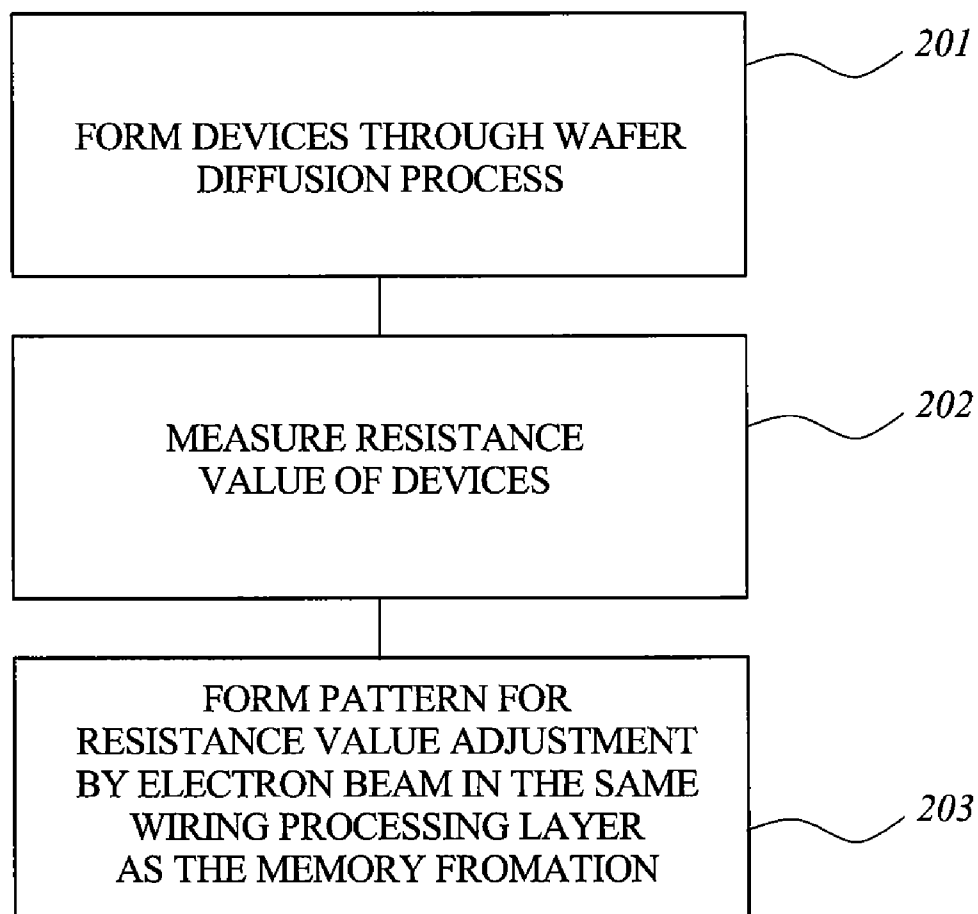 201
FORM DEVICES THROUGH WAFER
DIFFUSION PROCESS
202
MEASURE RESISTANCE
VALUE OF DEVICES
FORM PATTERN FOR
RESISTANCE VALUE ADJUSTMENT
BY ELECTRON BEAM IN THE SAME
WIRING PROCESSING LAYER
AS THE MEMORY FROMATION
203